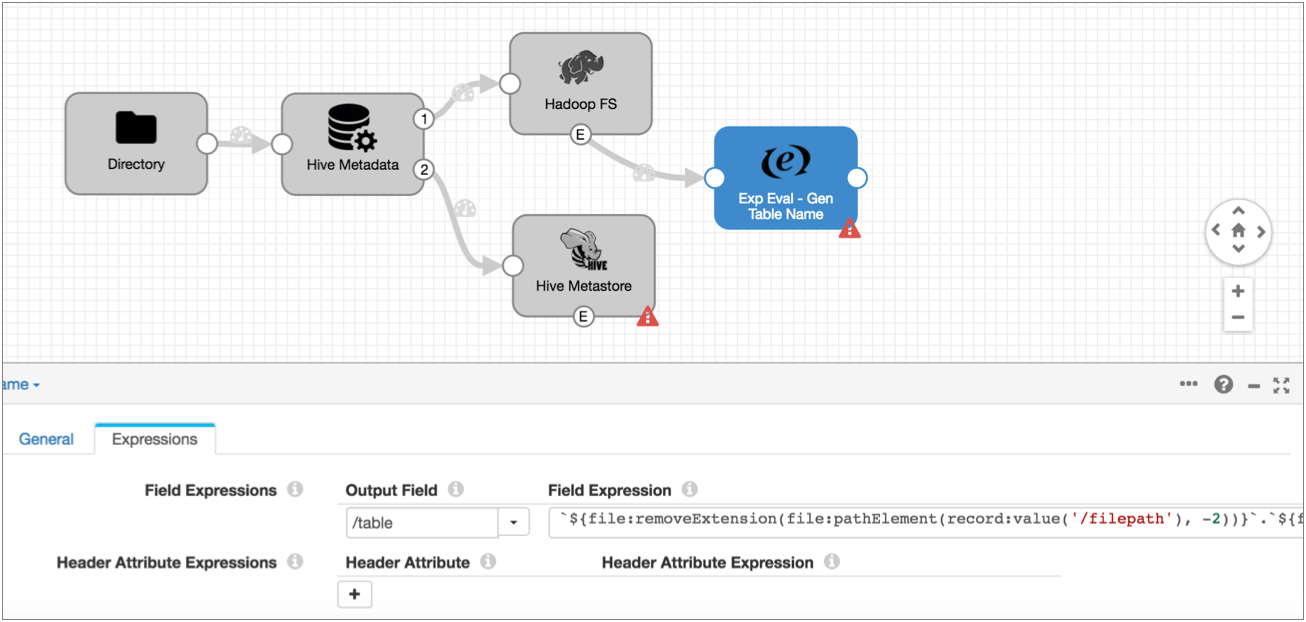 1
Hadoop FS
E
Directory
Hive Metadata
2
e
Exp Eval - Gen
Table Name
HIVE
Hive Metastore
E
ame
General
Expressions
Field Expressions
Output Field
Field Expression
/table
`${file:removeExtension(file:pathElement(record:value('/filepath'), -2))}`.`${f
Header Attribute Expressions
Header Attribute
Header Attribute Expression
+